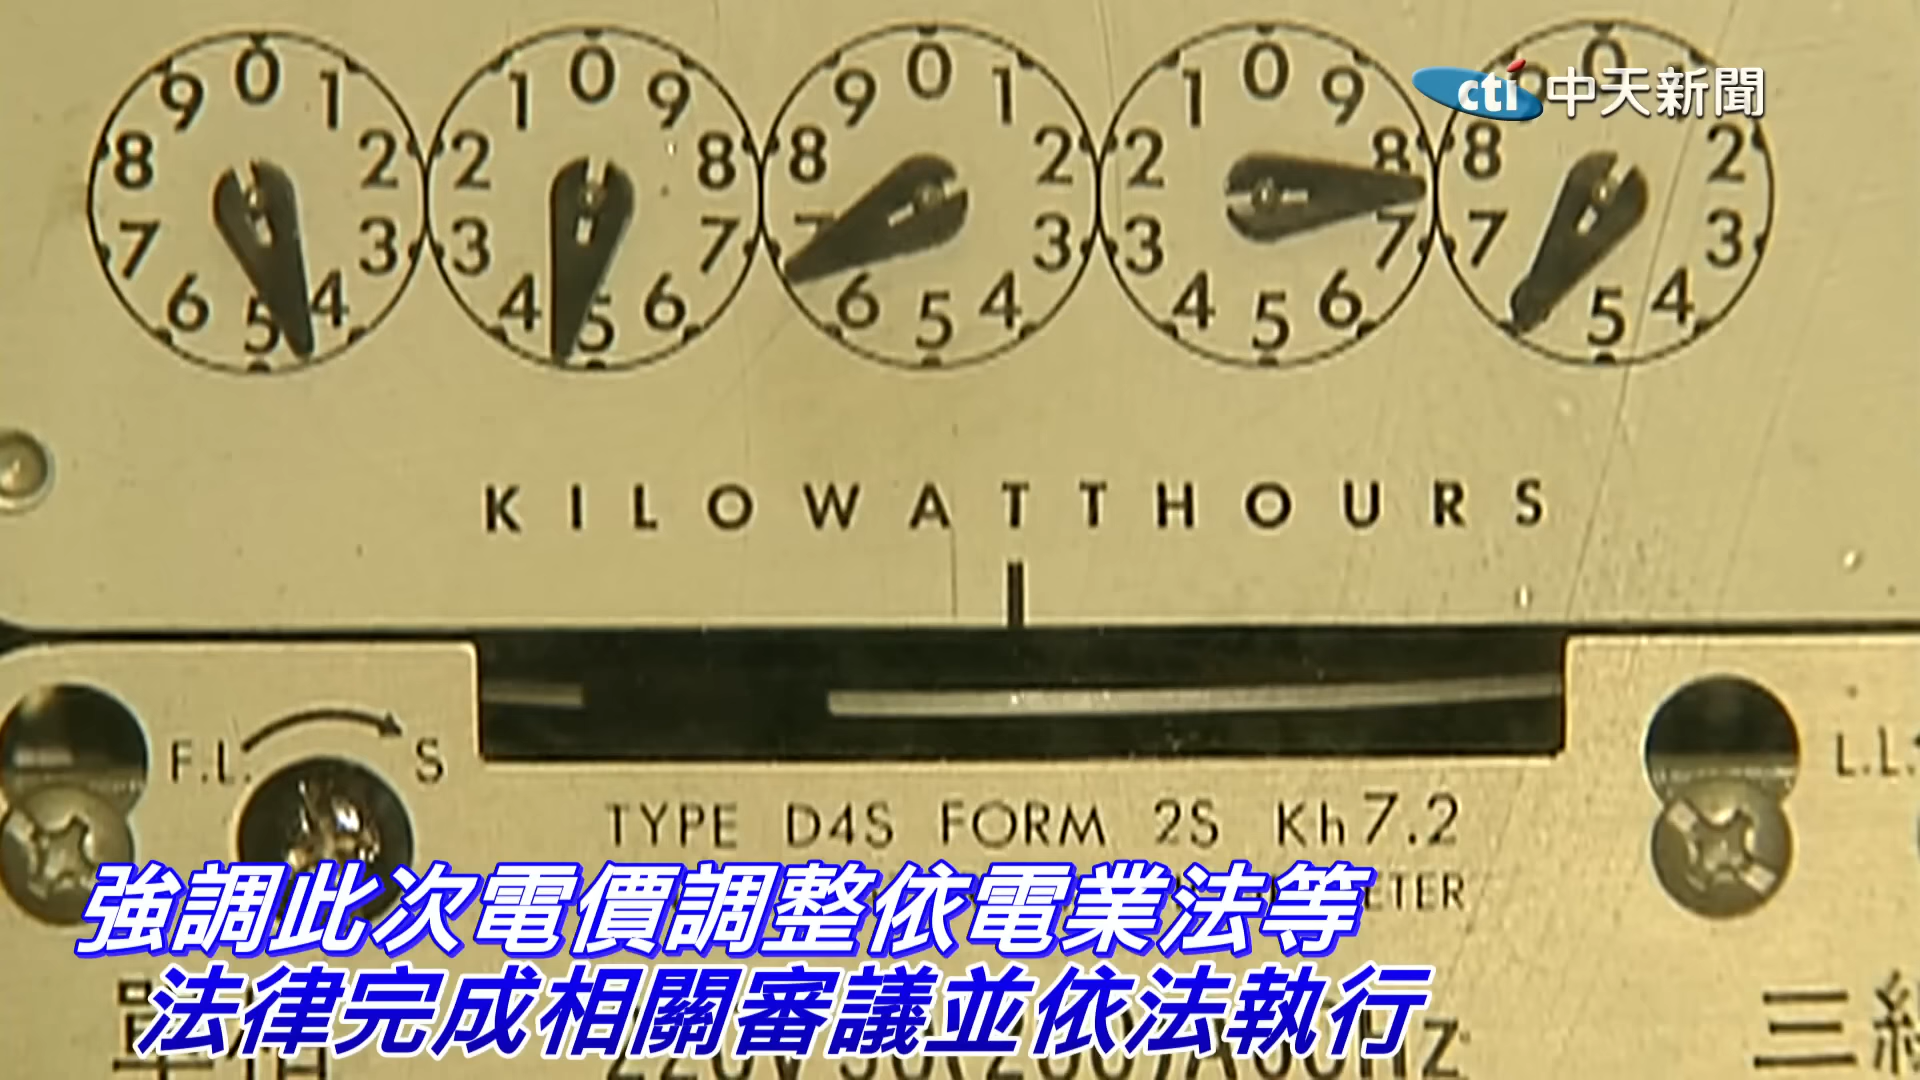 0 1 2 3 4 5 6 7 8 9
0 9 8 7 6 5 4 3 2 1
0 1 2 3 4 5 6 7 8 9
0 9 8 7 6 5 4 3 2 1
0 2 3 4 5 7 8
cti 中天新聞
KILOWATTHOURS
F.L. S
L.L.
TYPE D4S FORM 2S Kh 7.2
強調此次電價調整依電業法等
法律完成相關審議並依法執行
三